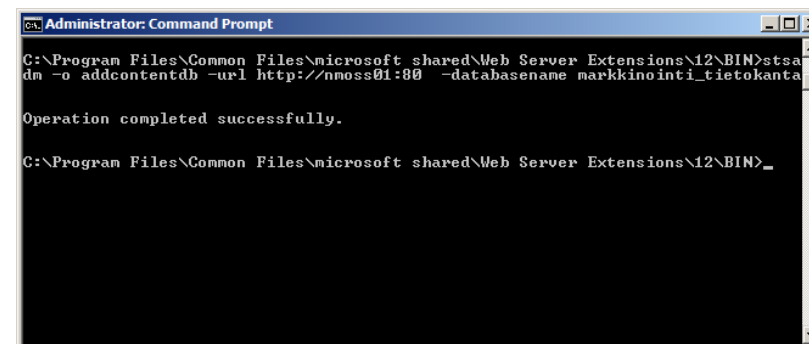 Administrator: Command Prompt
C:\Program Files\Common Files\microsoft shared\Web Server Extensions\12\BIN>stsa
dm -o addcontentdb -url http://nmoss01:80  -databasename markkinointi_tietokanta
Operation completed successfully.
C:\Program Files\Common Files\microsoft shared\Web Server Extensions\12\BIN>_